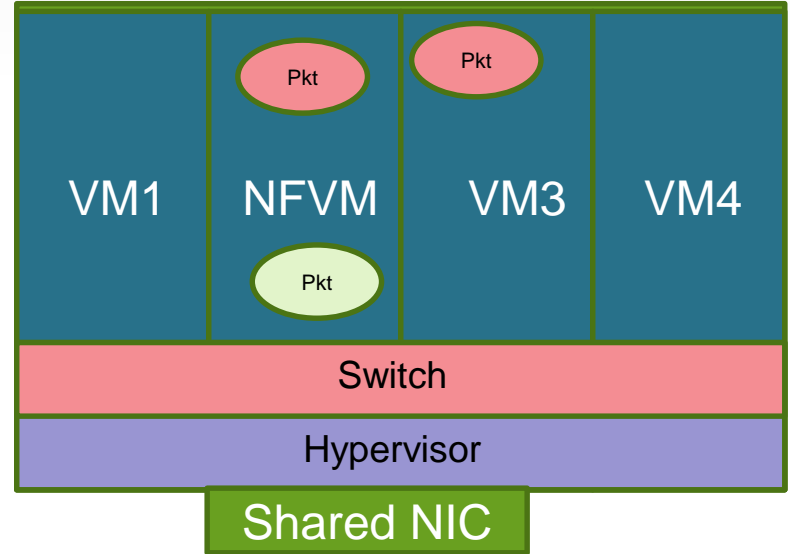 Pkt
Pkt
VM1 NFVM VM3 VM4
Pkt
Switch
Hypervisor
Shared NIC